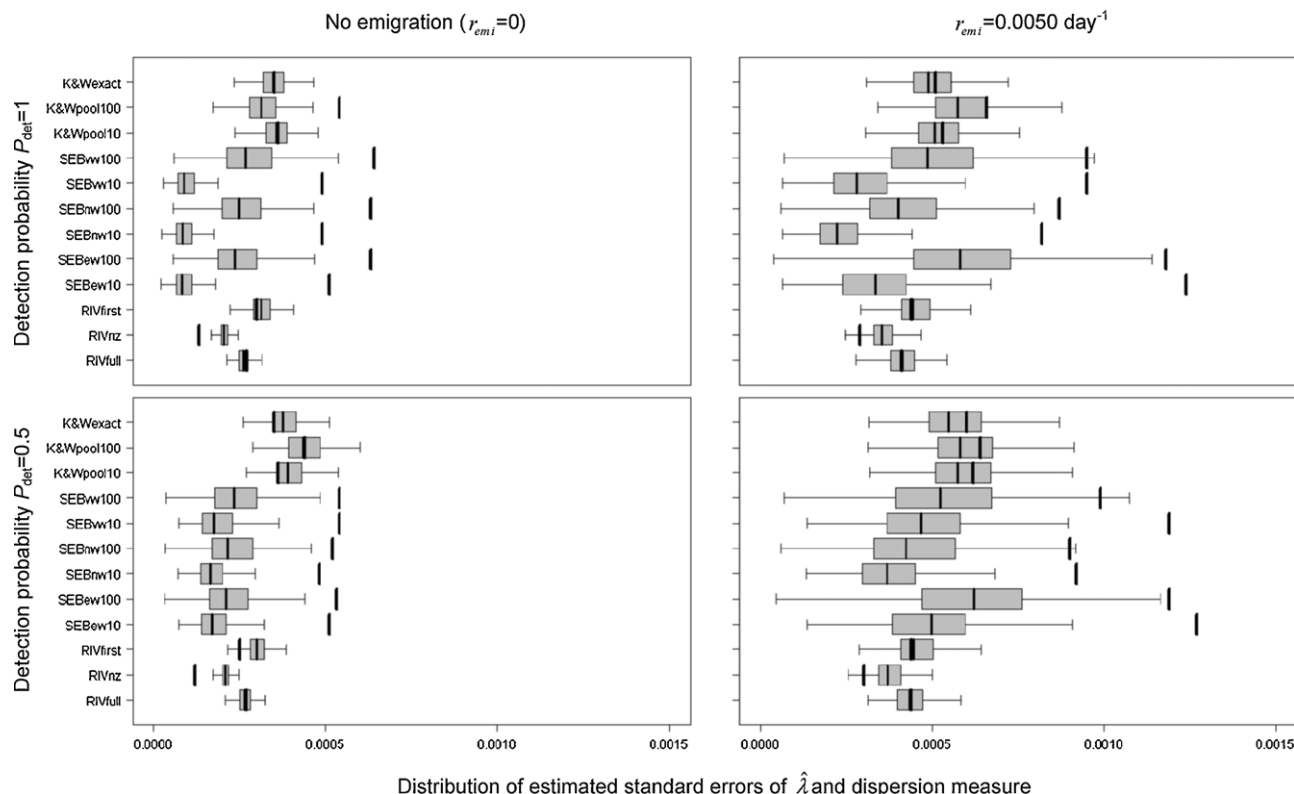 No emigration (r_emi=0)
r_emi=0.0050 day⁻¹
Detection probability P_det=1
K&Wexact
K&Wpool100
K&Wpool10
SEBvw100
SEBvw10
SEBnw100
SEBnw10
SEBew100
SEBew10
RIVfirst
RIVnz
RIVfull
Detection probability P_det=0.5
K&Wexact
K&Wpool100
K&Wpool10
SEBvw100
SEBvw10
SEBnw100
SEBnw10
SEBew100
SEBew10
RIVfirst
RIVnz
RIVfull
0.0000 0.0005 0.0010 0.0015
0.0000 0.0005 0.0010 0.0015
Distribution of estimated standard errors of λ̂ and dispersion measure